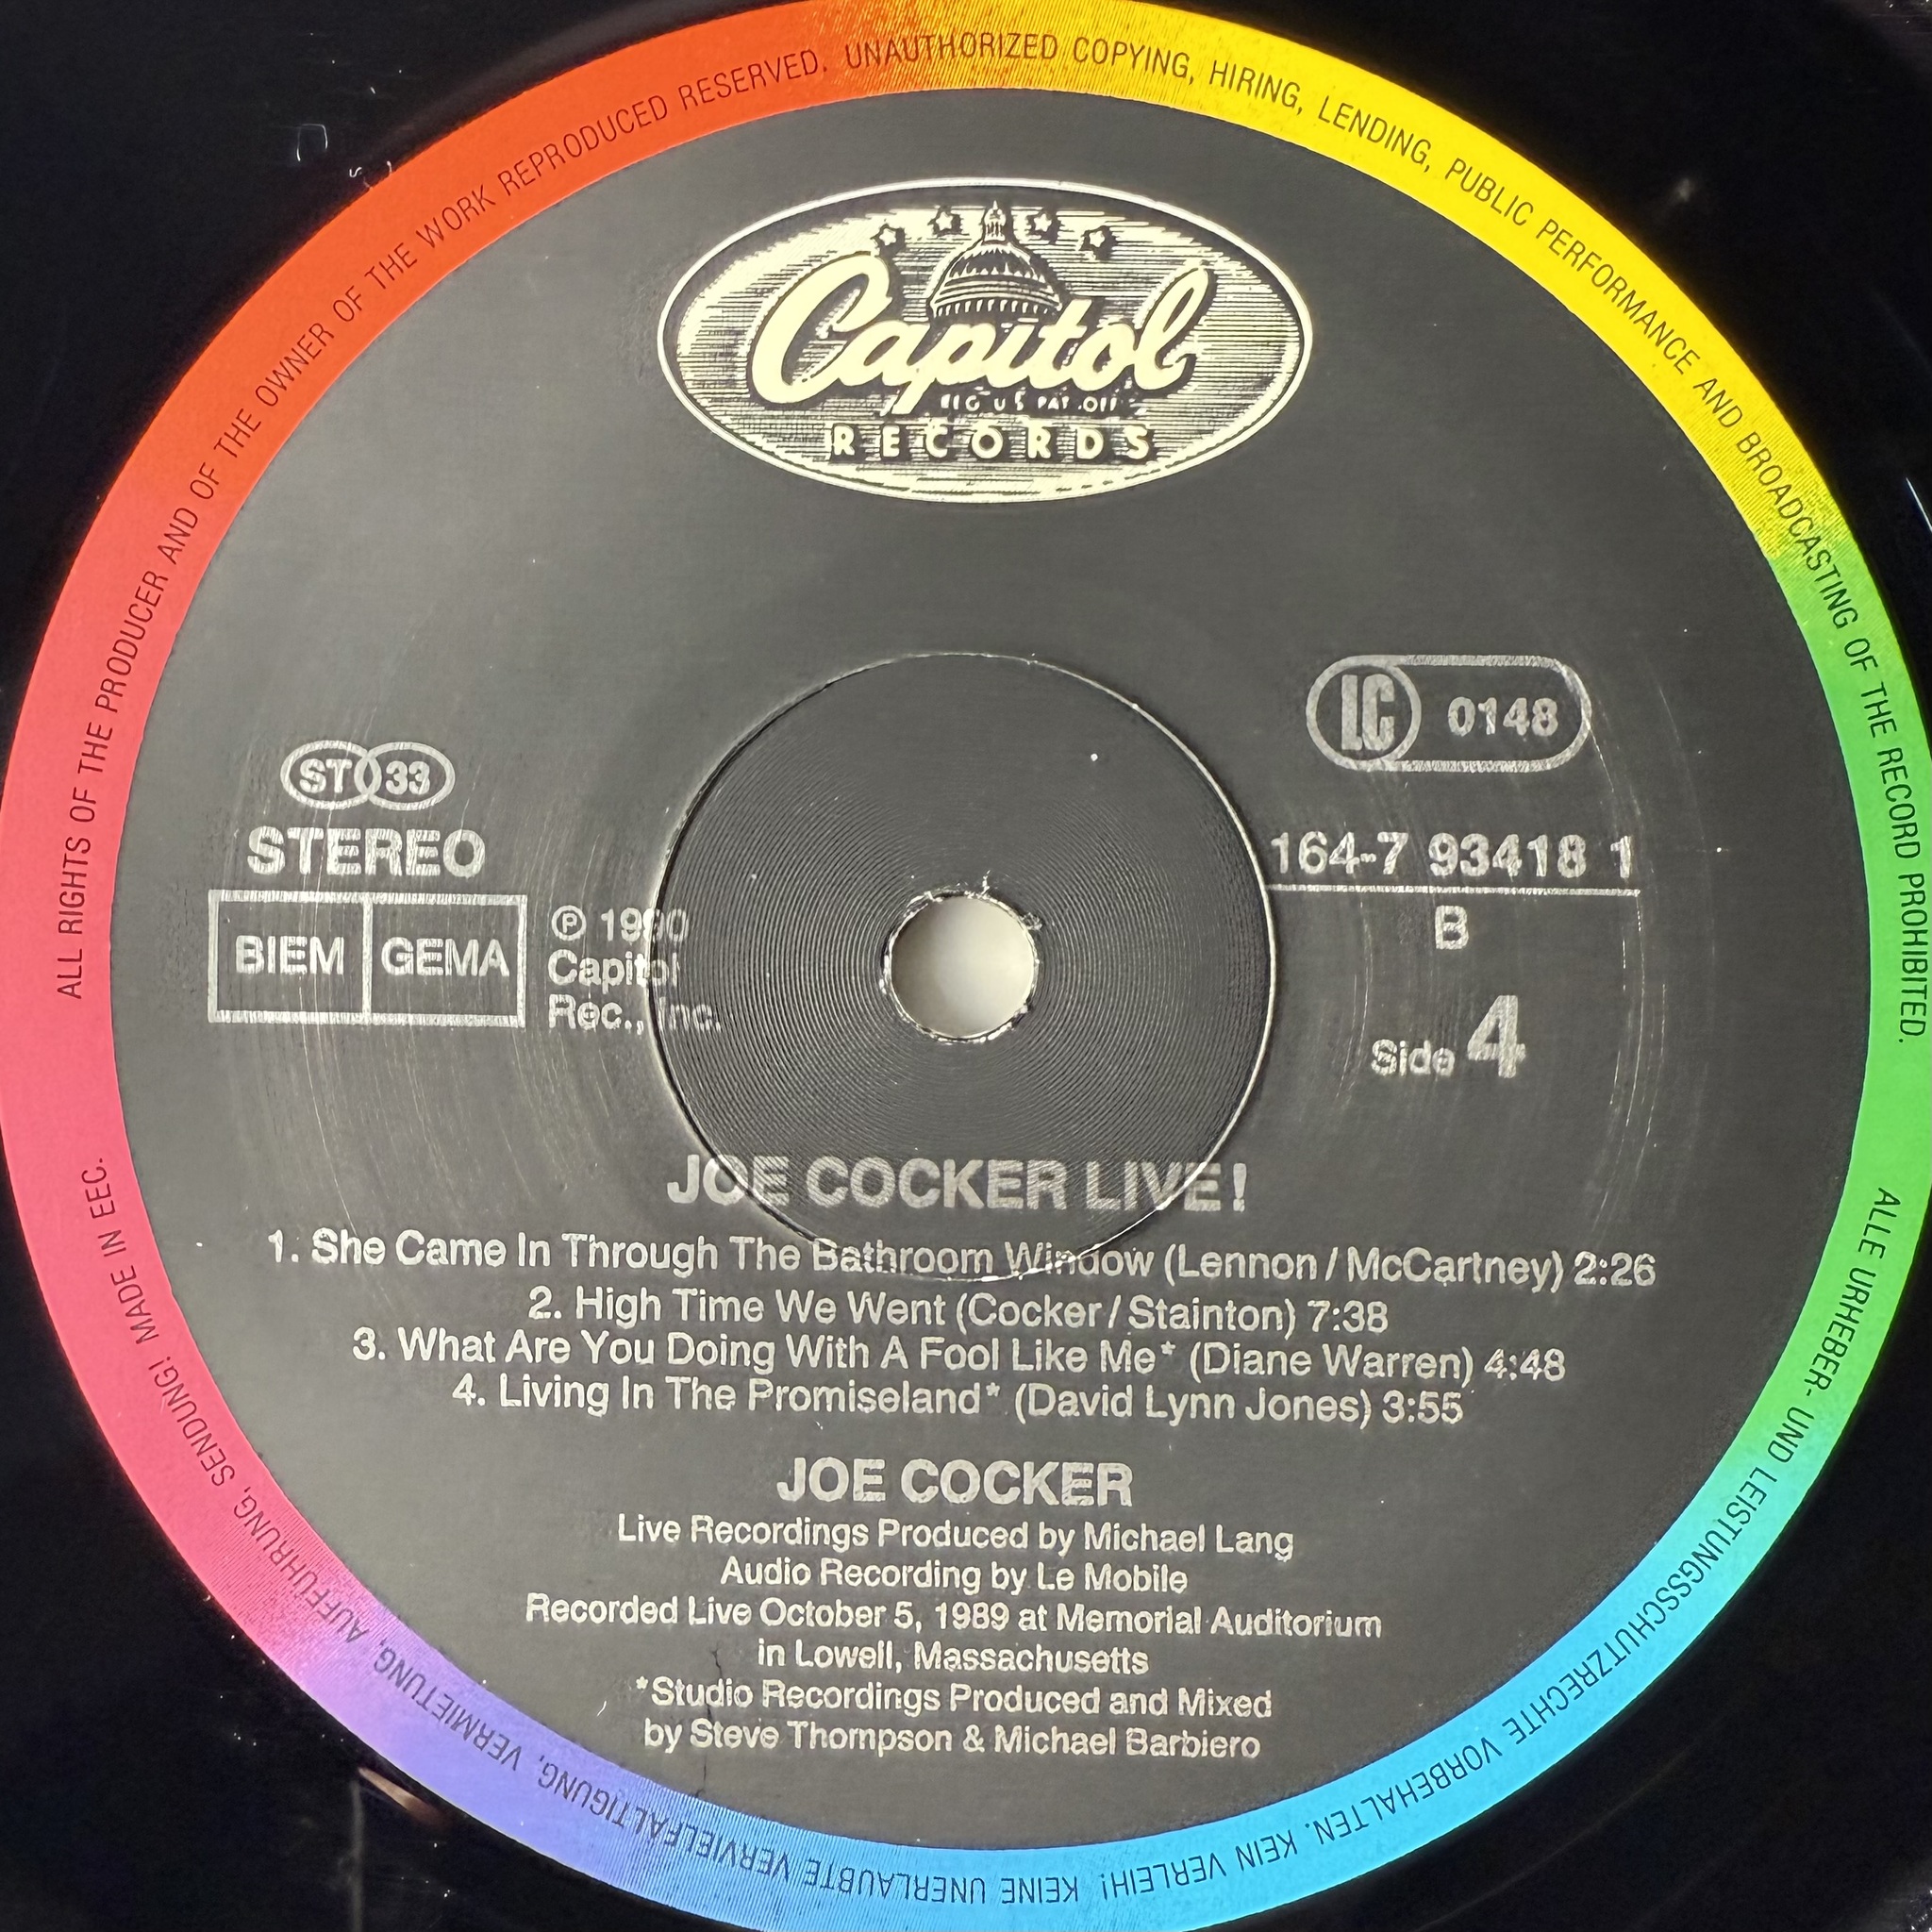 ALL RIGHTS OF THE PRODUCER AND OF THE OWNER OF THE WORK REPRODUCED RESERVED. UNAUTHORIZED COPYING, HIRING, LENDING, PUBLIC PERFORMANCE AND BROADCASTING OF THE RECORD PROHIBITED.
Capitol
REG U S PAT OFF
RECORDS
LC 0148
ST 33
STEREO
BIEM GEMA
℗ 1990
Capitol
Rec., Inc.
164-7 93418 1
B
Side 4
JOE COCKER LIVE!
1. She Came In Through The Bathroom Window (Lennon / McCartney) 2:26
2. High Time We Went (Cocker / Stainton) 7:38
3. What Are You Doing With A Fool Like Me* (Diane Warren) 4:48
4. Living In The Promiseland* (David Lynn Jones) 3:55
JOE COCKER
Live Recordings Produced by Michael Lang
Audio Recording by Le Mobile
Recorded Live October 5, 1989 at Memorial Auditorium
in Lowell, Massachusetts
*Studio Recordings Produced and Mixed
by Steve Thompson & Michael Barbiero
ALLE URHEBER- UND LEISTUNGSSCHUTZRECHTE VORBEHALTEN. KEIN VERLEIH! KEINE UNERLAUBTE VERVIELFÄLTIGUNG, VERMIETUNG, AUFFÜHRUNG, SENDUNG! MADE IN EEC.